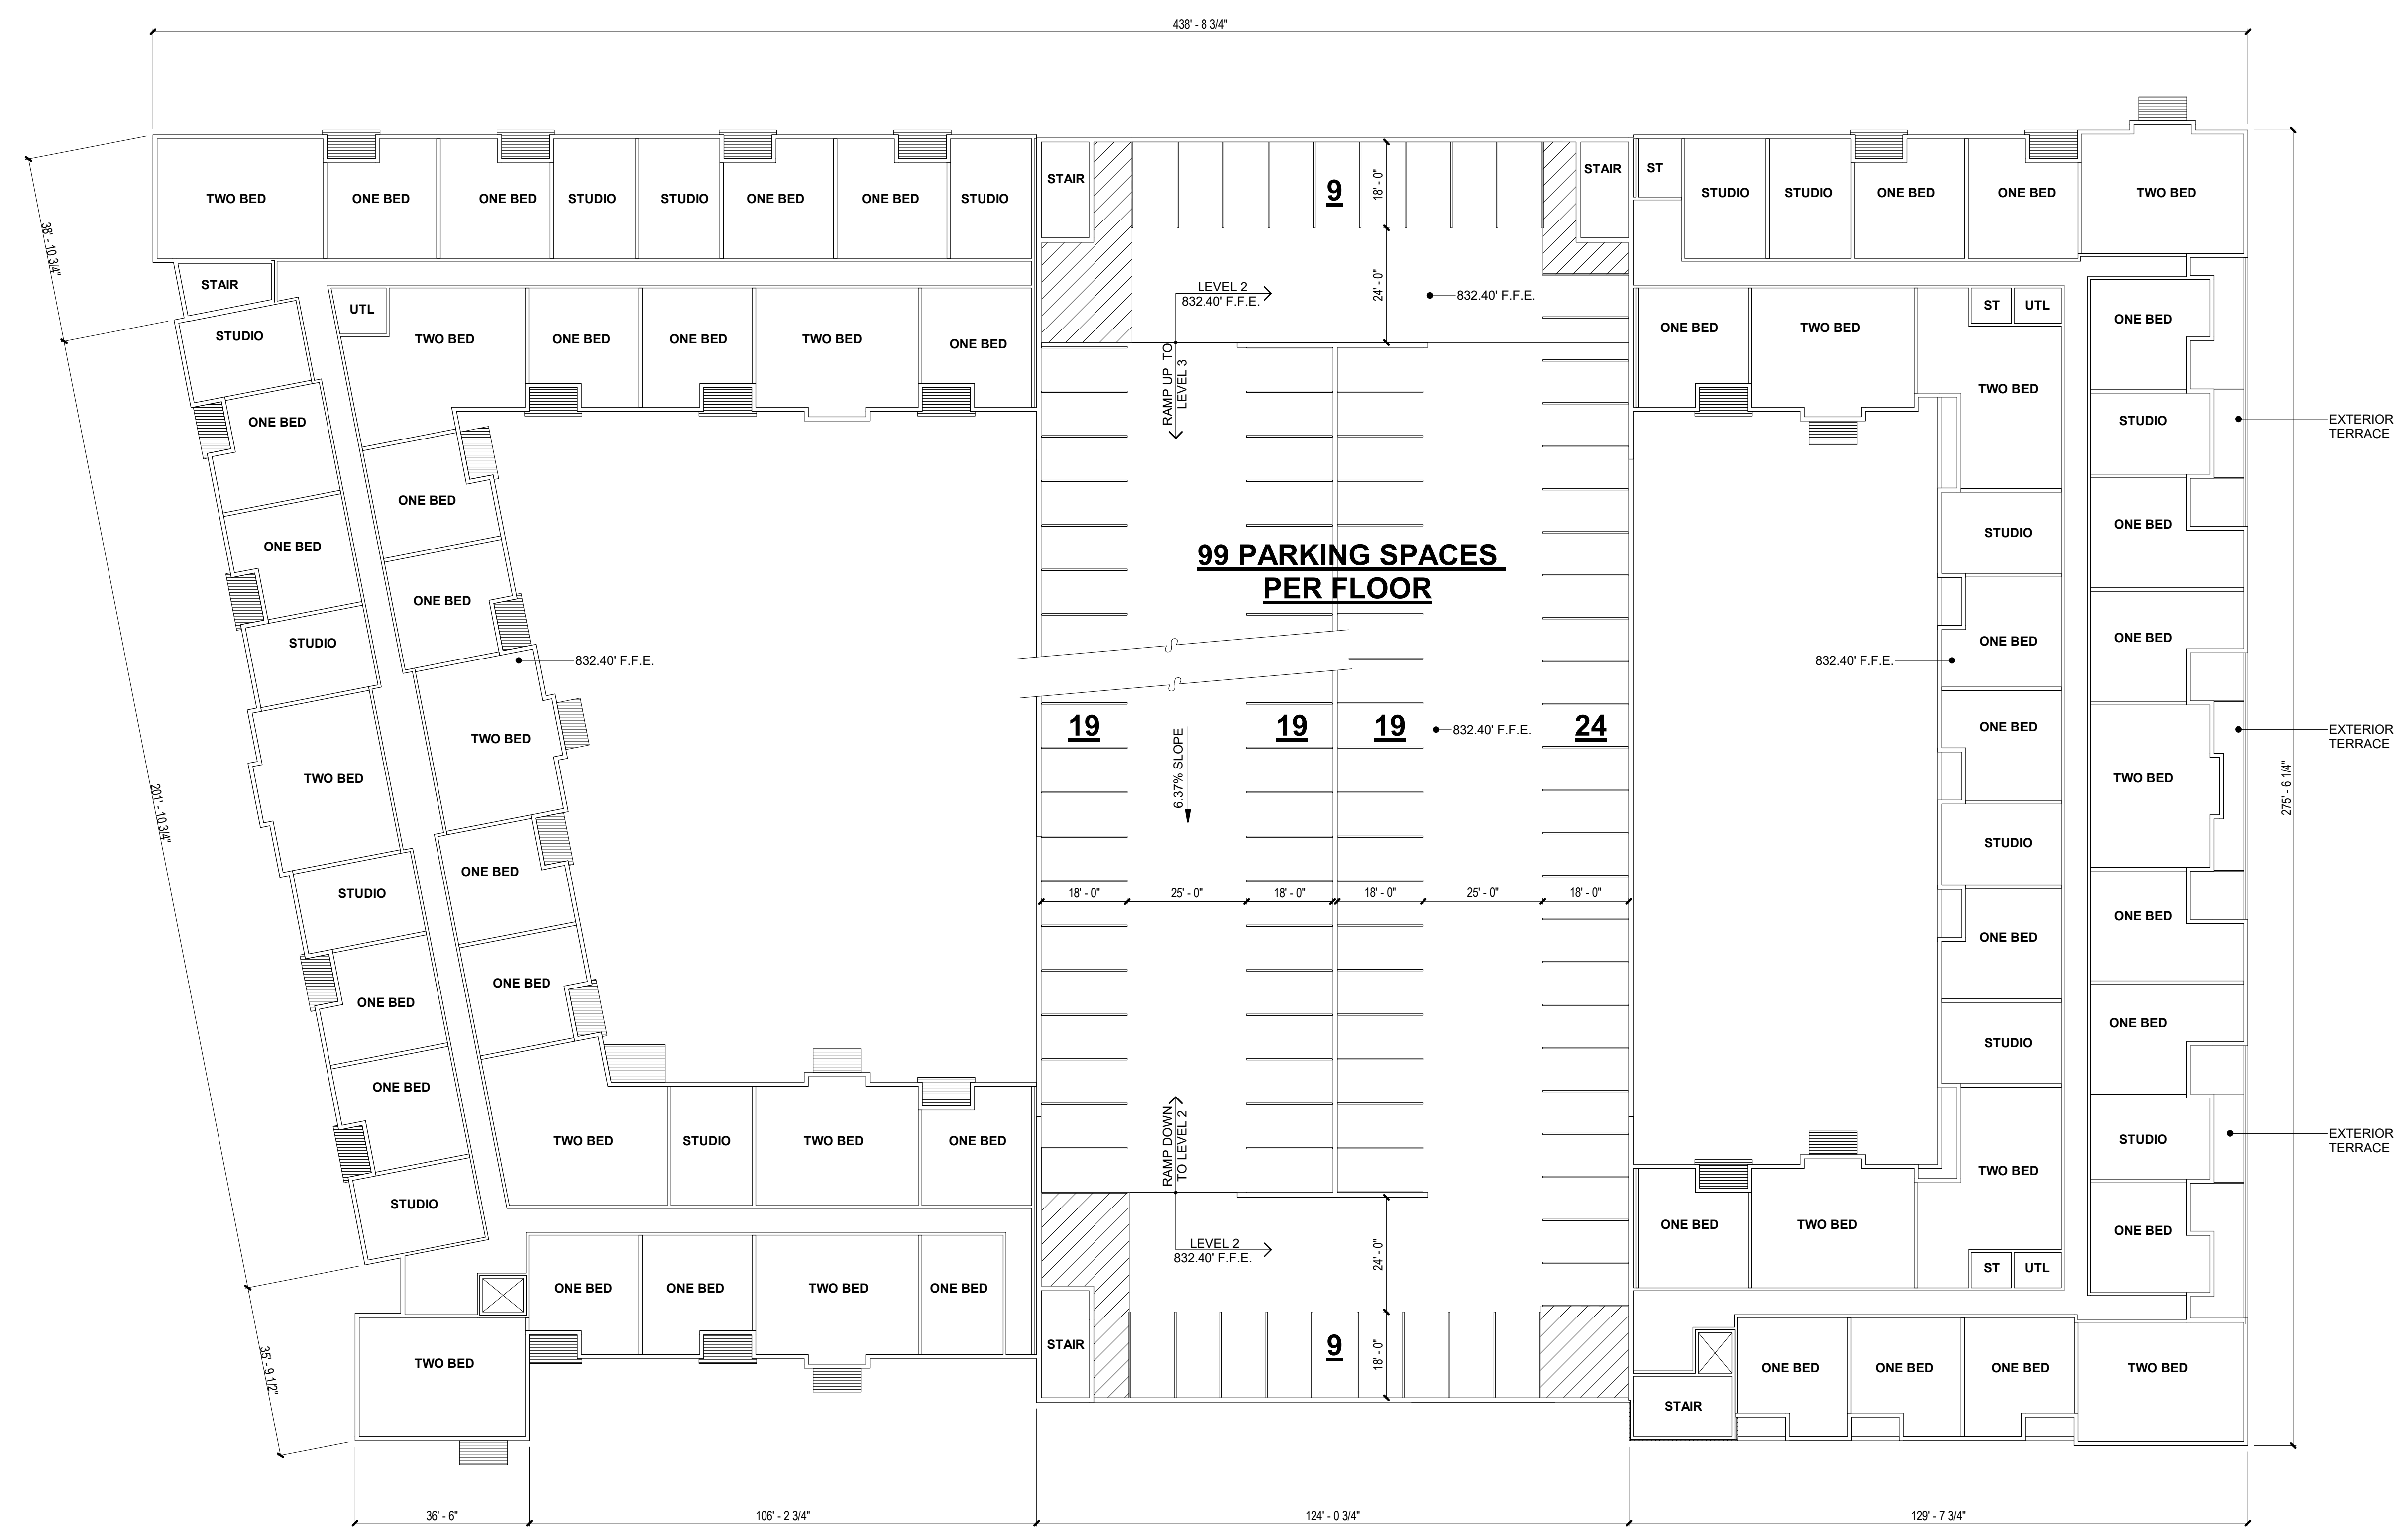 438' - 8 3/4"
TWO BED
ONE BED
ONE BED
STUDIO
STUDIO
ONE BED
ONE BED
STUDIO
STAIR
9
18' - 0"
STAIR
ST
STUDIO
STUDIO
ONE BED
ONE BED
TWO BED
38' - 10 3/4"
STAIR
UTL
STUDIO
TWO BED
ONE BED
ONE BED
TWO BED
ONE BED
LEVEL 2
832.40' F.F.E.
24' - 0"
832.40' F.F.E.
RAMP UP TO
LEVEL 3
ONE BED
TWO BED
ST
UTL
TWO BED
ONE BED
STUDIO
EXTERIOR
TERRACE
ONE BED
ONE BED
ONE BED
ONE BED
STUDIO
TWO BED
832.40' F.F.E.
TWO BED
99 PARKING SPACES
PER FLOOR
STUDIO
ONE BED
832.40' F.F.E.
ONE BED
ONE BED
ONE BED
19
19
19
832.40' F.F.E.
24
6.37% SLOPE
EXTERIOR
TERRACE
TWO BED
275' - 6 1/4"
201' - 10 3/4"
STUDIO
ONE BED
18' - 0"
25' - 0"
18' - 0"
18' - 0"
25' - 0"
18' - 0"
STUDIO
ONE BED
ONE BED
ONE BED
ONE BED
ONE BED
STUDIO
ONE BED
ONE BED
STUDIO
TWO BED
STUDIO
TWO BED
ONE BED
RAMP DOWN
TO LEVEL 2
TWO BED
STUDIO
EXTERIOR
TERRACE
LEVEL 2
832.40' F.F.E.
24' - 0"
ONE BED
TWO BED
ST
UTL
ONE BED
ONE BED
ONE BED
TWO BED
ONE BED
35' - 9 1/2"
TWO BED
STAIR
9
18' - 0"
STAIR
ONE BED
ONE BED
ONE BED
TWO BED
36' - 6"
106' - 2 3/4"
124' - 0 3/4"
129' - 7 3/4"